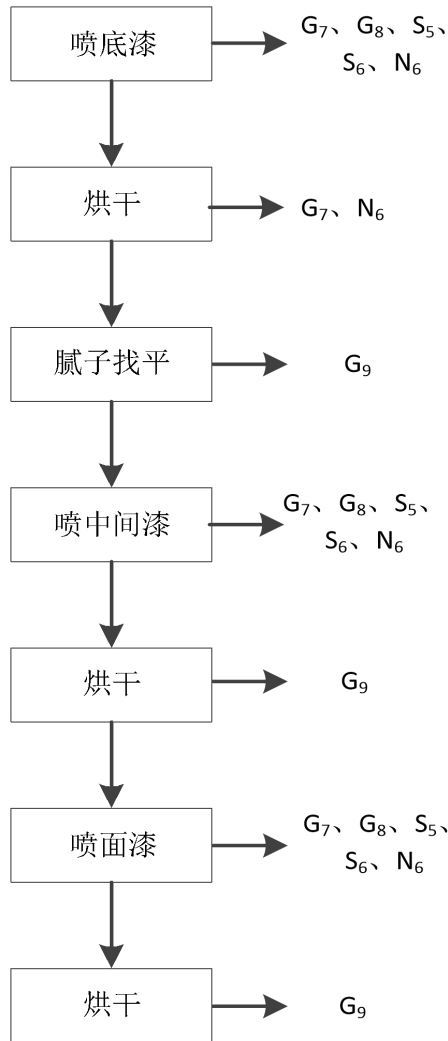 喷底漆
G₇、G₈、S₅、
S₆、N₆
烘干
G₇、N₆
腻子找平
G₉
喷中间漆
G₇、G₈、S₅、
S₆、N₆
烘干
G₉
喷面漆
G₇、G₈、S₅、
S₆、N₆
烘干
G₉